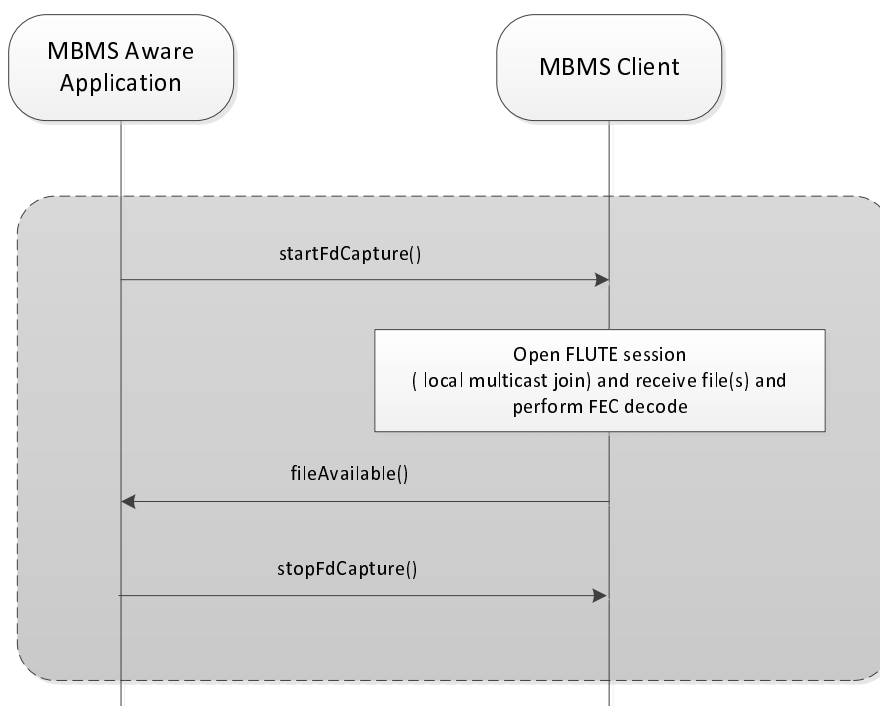 MBMS Aware
Application
MBMS Client
startFdCapture()
Open FLUTE session
( local multicast join) and receive file(s) and
perform FEC decode
fileAvailable()
stopFdCapture()